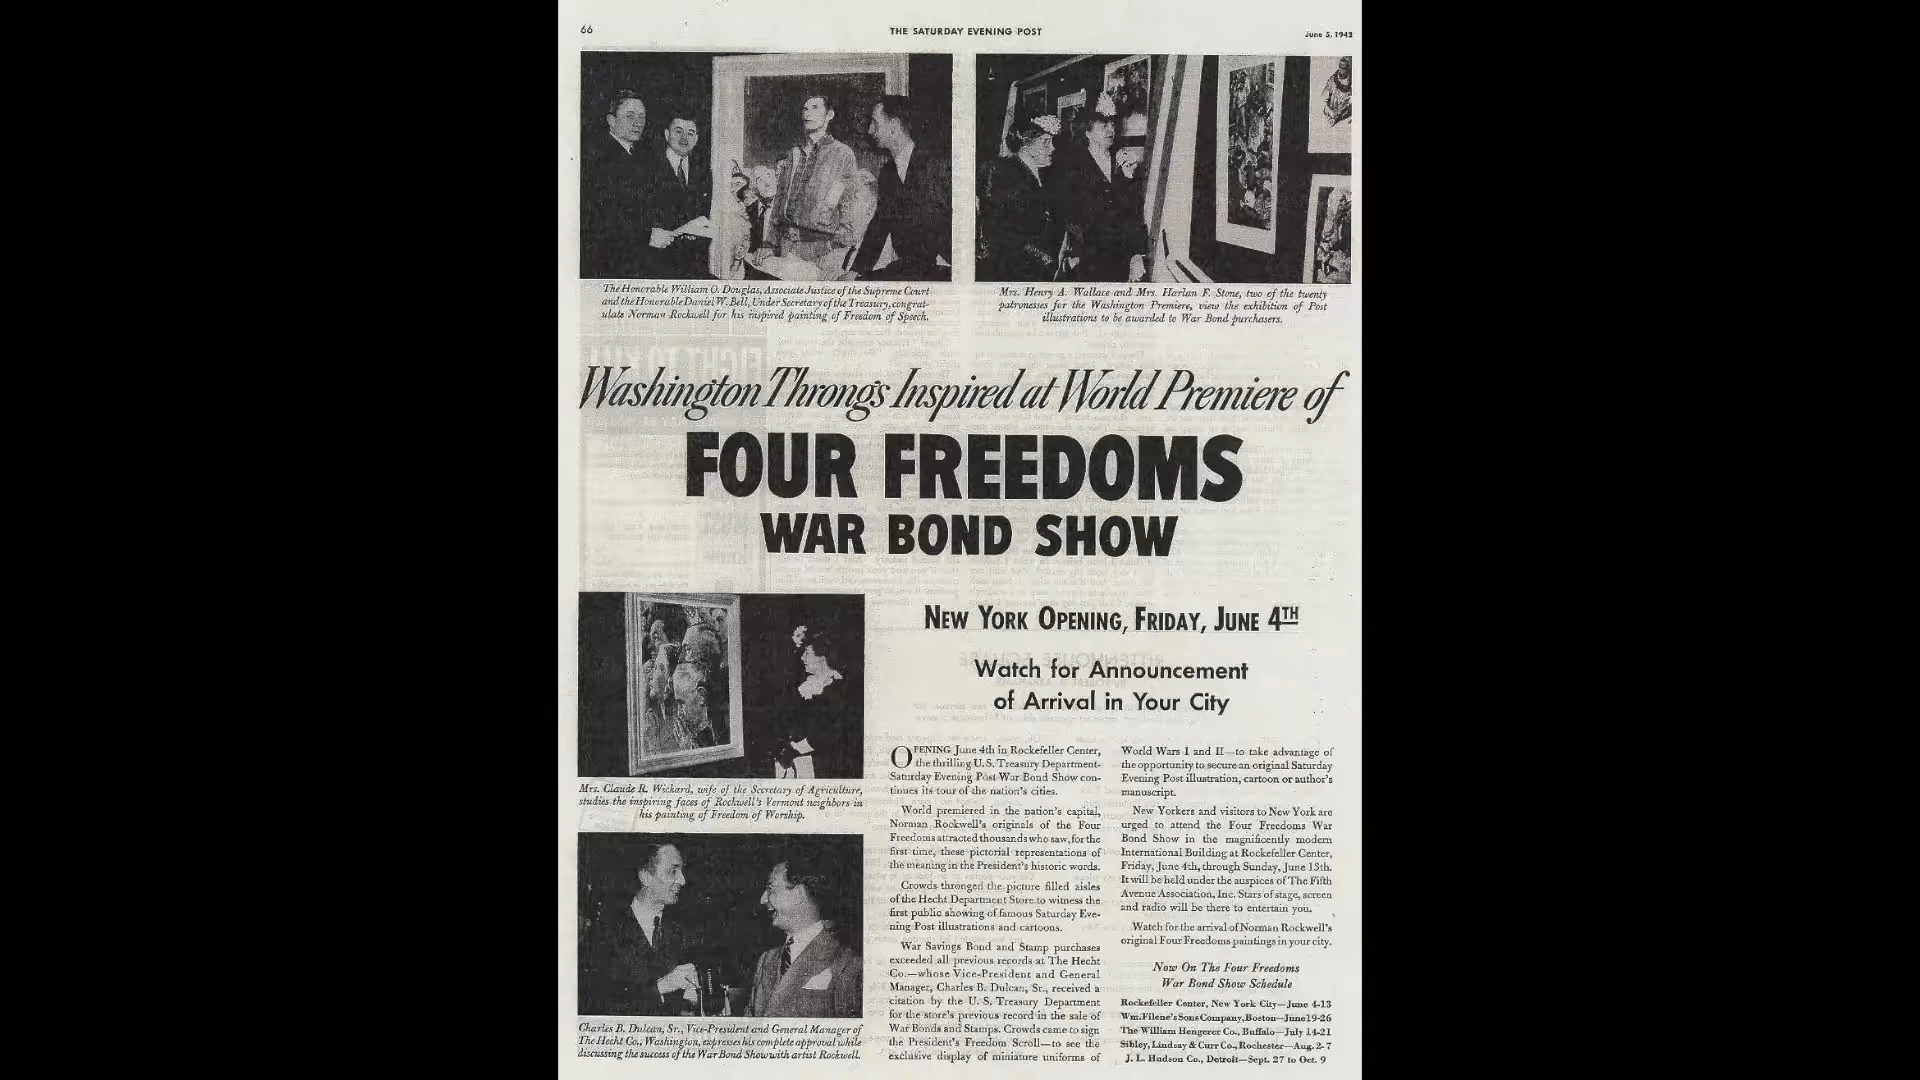 66
THE SATURDAY EVENING POST
June 5, 1943
The Honorable William O. Douglas, Associate Justice of the Supreme Court
and the Honorable Daniel W. Bell, Under Secretary of the Treasury, congrat-
ulate Norman Rockwell for his inspired painting of Freedom of Speech.
Mrs. Henry A. Wallace and Mrs. Harlan F. Stone, two of the twenty
patronesses for the Washington Premiere, view the exhibition of Post
illustrations to be awarded to War Bond purchasers.
Washington Throngs Inspired at World Premiere of
FOUR FREEDOMS
WAR BOND SHOW
Mrs. Claude R. Wickard, wife of the Secretary of Agriculture,
studies the inspiring faces of Rockwell's Vermont neighbors in
his painting of Freedom of Worship.
Charles B. Dulcan, Sr., Vice-President and General Manager of
The Hecht Co., Washington, expresses his complete approval while
discussing the success of the War Bond Show with artist Rockwell.
NEW YORK OPENING, FRIDAY, JUNE 4TH
Watch for Announcement
of Arrival in Your City
OPENING June 4th in Rockefeller Center,
the thrilling U.S. Treasury Department-
Saturday Evening Post War Bond Show con-
tinues its tour of the nation's cities.
World premiered in the nation's capital,
Norman Rockwell's originals of the Four
Freedoms attracted thousands who saw, for the
first time, these pictorial representations of
the meaning in the President's historic words.
Crowds thronged the picture filled aisles
of the Hecht Department Store to witness the
first public showing of famous Saturday Eve-
ning Post illustrations and cartoons.
War Savings Bond and Stamp purchases
exceeded all previous records at The Hecht
Co.—whose Vice-President and General
Manager, Charles B. Dulcan, Sr., received a
citation by the U. S. Treasury Department
for the store's previous record in the sale of
War Bonds and Stamps. Crowds came to sign
the President's Freedom Scroll—to see the
exclusive display of miniature uniforms of
World Wars I and II—to take advantage of
the opportunity to secure an original Saturday
Evening Post illustration, cartoon or author's
manuscript.
New Yorkers and visitors to New York are
urged to attend the Four Freedoms War
Bond Show in the magnificently modern
International Building at Rockefeller Center,
Friday, June 4th, through Sunday, June 13th.
It will be held under the auspices of The Fifth
Avenue Association, Inc. Stars of stage, screen
and radio will be there to entertain you.
Watch for the arrival of Norman Rockwell's
original Four Freedoms paintings in your city.
Now On The Four Freedoms
War Bond Show Schedule
Rockefeller Center, New York City—June 4-13
Wm. Filene's Sons Company, Boston—June 19-26
The William Hengerer Co., Buffalo—July 14-21
Sibley, Lindsay & Curr Co., Rochester—Aug. 2-7
J. L. Hudson Co., Detroit—Sept. 27 to Oct. 9